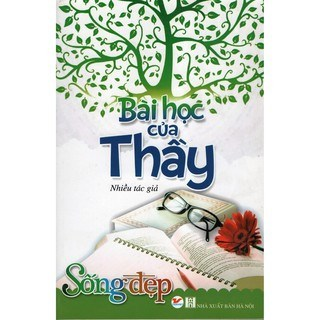 Bài học
của
Thầy
Nhiều tác giả
Sống đẹp
NHÀ XUẤT BẢN HÀ NỘI